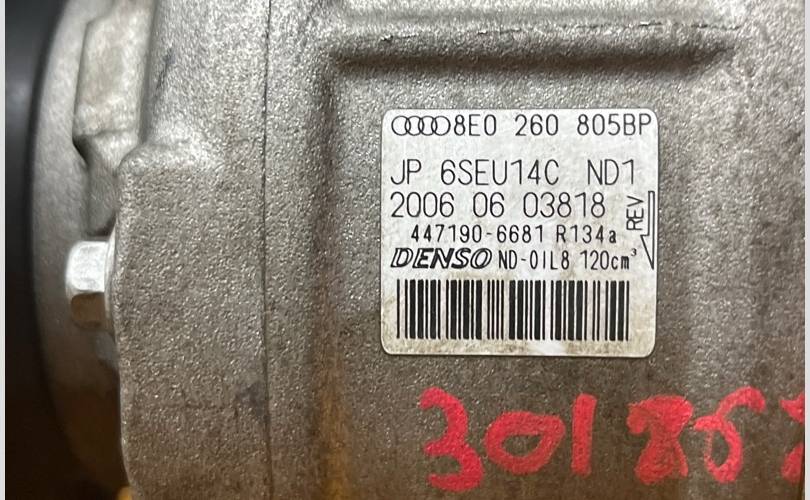 8E0 260 805BP
JP 6SEU14C ND1
2006 06 03818
REV
447190-6681 R134a
DENSO ND-OIL8 120cm³